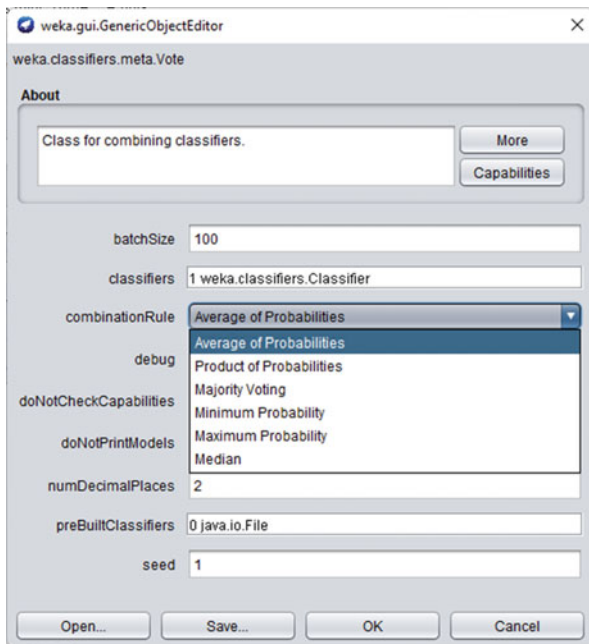 weka.gui.GenericObjectEditor
weka.classifiers.meta.Vote
About
Class for combining classifiers.
More
Capabilities
batchSize 100
classifiers 1 weka.classifiers.Classifier
combinationRule Average of Probabilities
Average of Probabilities
debug
Product of Probabilities
Majority Voting
doNotCheckCapabilities
Minimum Probability
Maximum Probability
doNotPrintModels
Median
numDecimalPlaces 2
preBuiltClassifiers 0 java.io.File
seed 1
Open... Save... OK Cancel